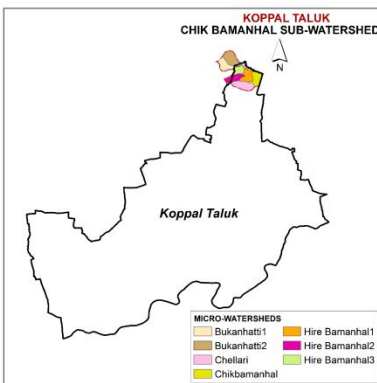 KOPPAL TALUK
CHIK BAMANHAL SUB-WATERSHED
N
Koppal Taluk
MICRO-WATERSHEDS
Bukanhatti1
Bukanhatti2
Chellari
Chikbamanhal
Hire Bamanhal1
Hire Bamanhal2
Hire Bamanhal3